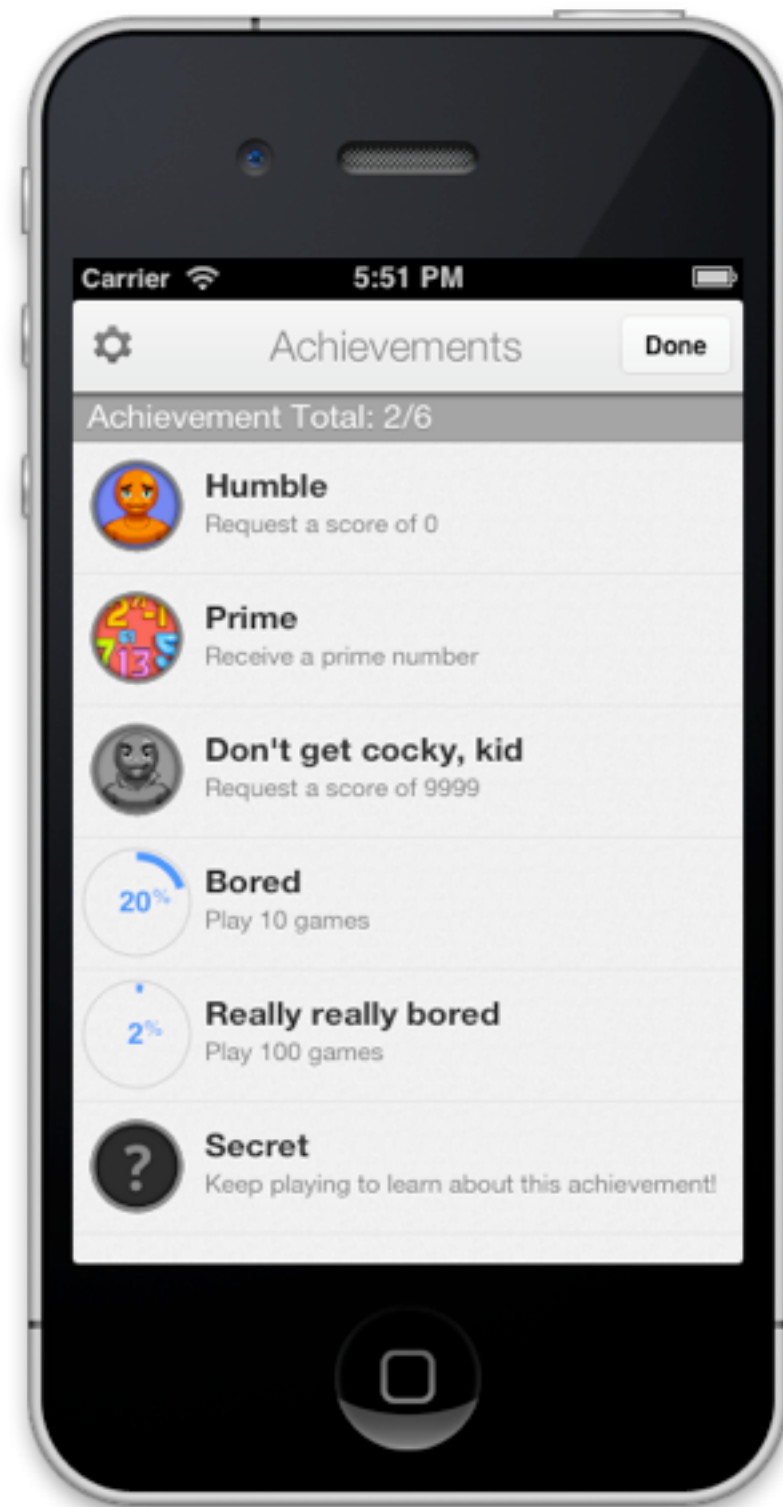 Carrier 5:51 PM
Achievements Done
Achievement Total: 2/6
Humble
Request a score of 0
Prime
Receive a prime number
Don't get cocky, kid
Request a score of 9999
20%
Bored
Play 10 games
2%
Really really bored
Play 100 games
?
Secret
Keep playing to learn about this achievement!